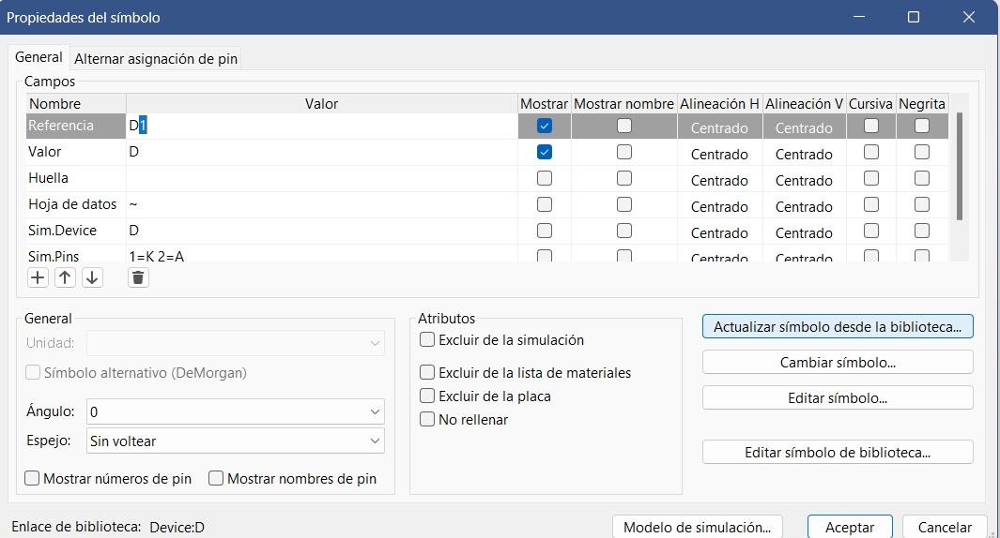 Propiedades del símbolo
General Alternar asignación de pin
Campos
Nombre Valor Mostrar Mostrar nombre Alineación H Alineación V Cursiva Negrita
Referencia D1 Centrado Centrado
Valor D Centrado Centrado
Huella Centrado Centrado
Hoja de datos ~ Centrado Centrado
Sim.Device D Centrado Centrado
Sim.Pins 1=K 2=A Centrado Centrado
General
Unidad:
Símbolo alternativo (DeMorgan)
Ángulo: 0
Espejo: Sin voltear
Mostrar números de pin Mostrar nombres de pin
Atributos
Excluir de la simulación
Excluir de la lista de materiales
Excluir de la placa
No rellenar
Actualizar símbolo desde la biblioteca...
Cambiar símbolo...
Editar símbolo...
Editar símbolo de biblioteca...
Enlace de biblioteca: Device:D
Modelo de simulación... Aceptar Cancelar